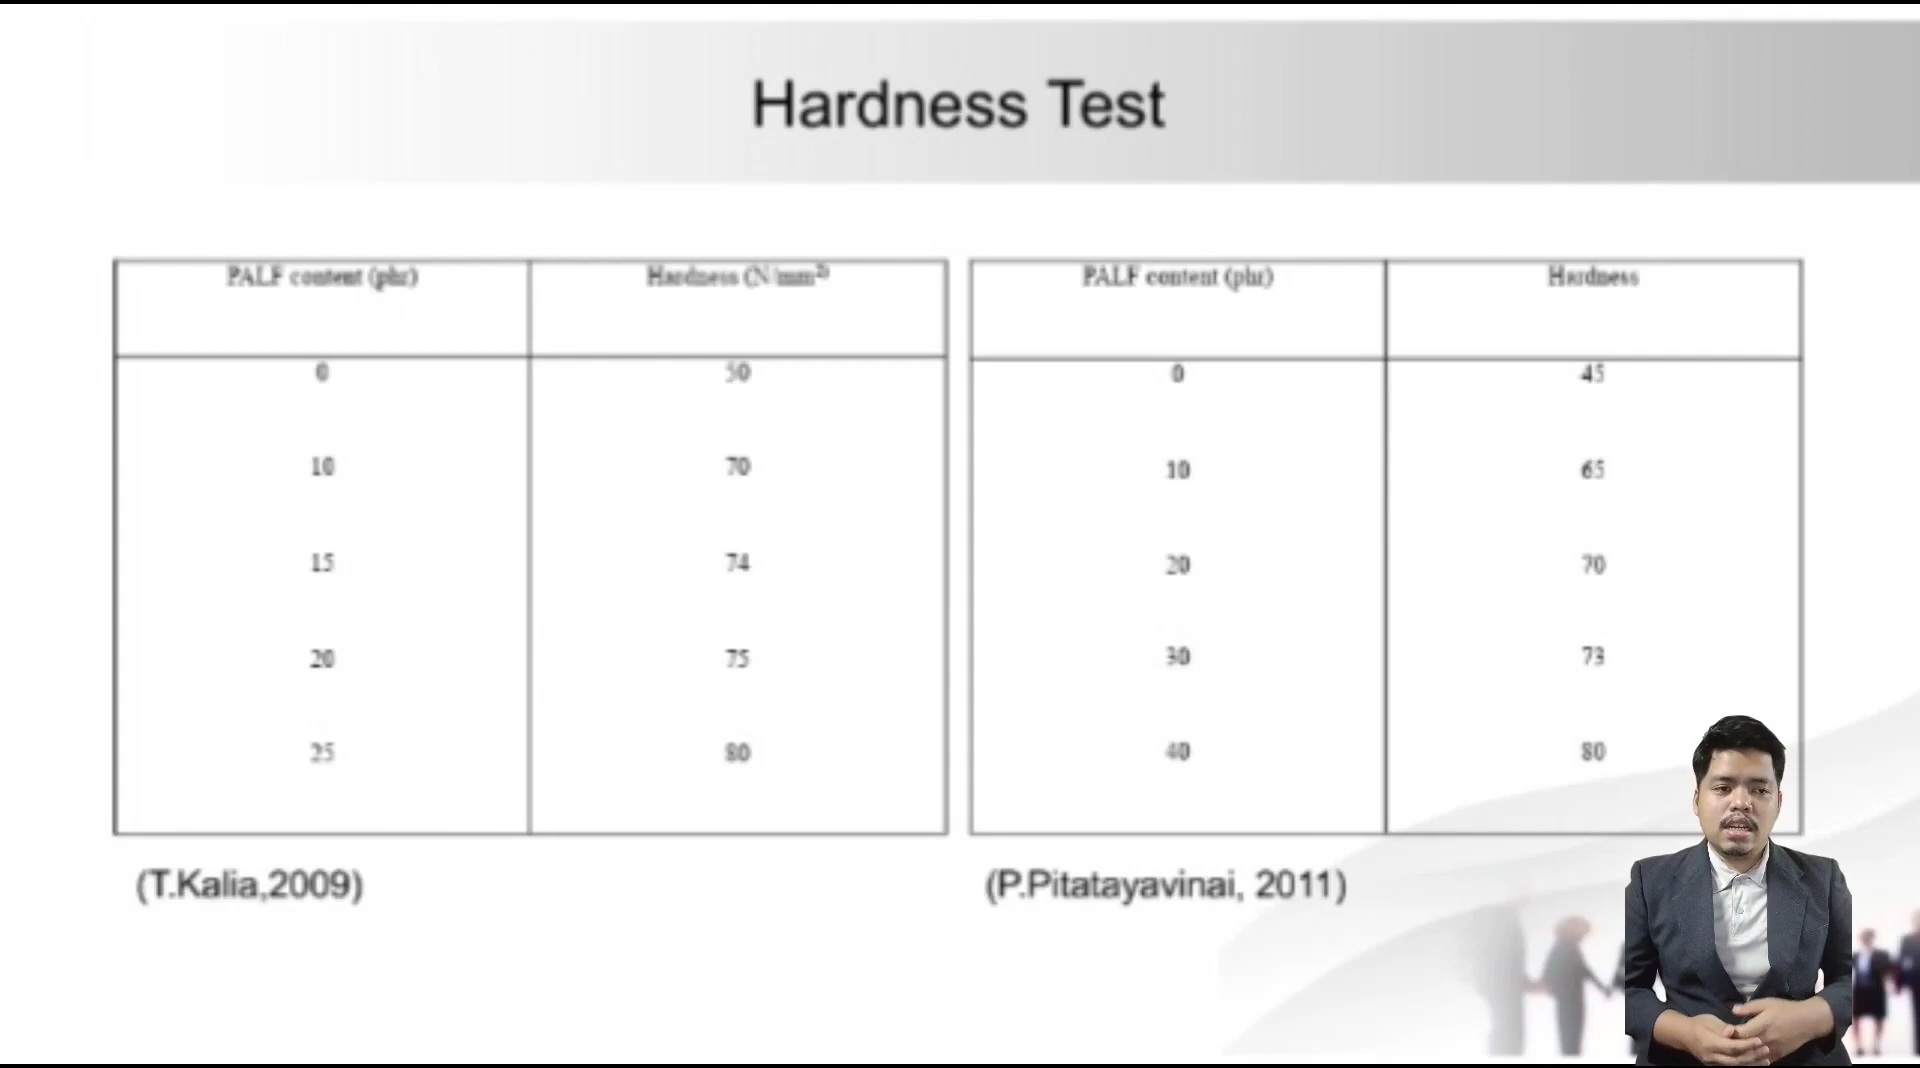 Hardness Test
PALF content (phr) Hardness (N/mm²)
0 50
10 70
15 74
20 75
25 80
(T.Kalia,2009)
PALF content (phr) Hardness
0 45
10 65
20 70
30 73
40 80
(P.Pitatayavinai, 2011)